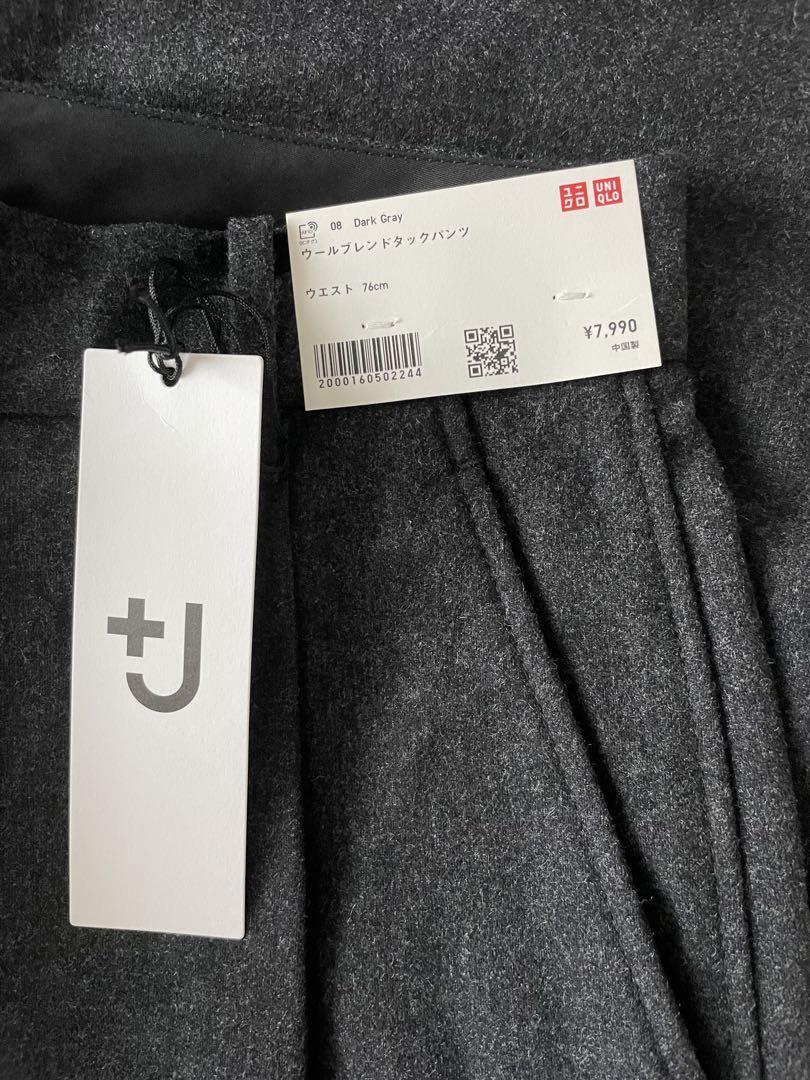 ユニ
クロ
UNI
QLO
RFID
08 Dark Gray
ウールブレンドタックパンツ
ウエスト 76cm
¥7,990
中国製
2000160502244
+J